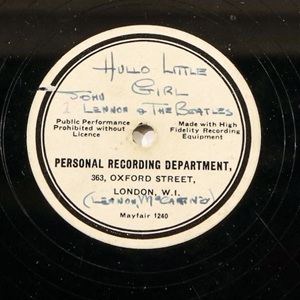 HULLO LITTLE
GIRL
JOHN
LENNON & THE BEATLES
Public Performance
Prohibited without
Licence
Made with High
Fidelity Recording
Equipment
PERSONAL RECORDING DEPARTMENT,
363, OXFORD STREET,
LONDON, W.I.
(LENNON, McCARTNEY)
Mayfair 1240